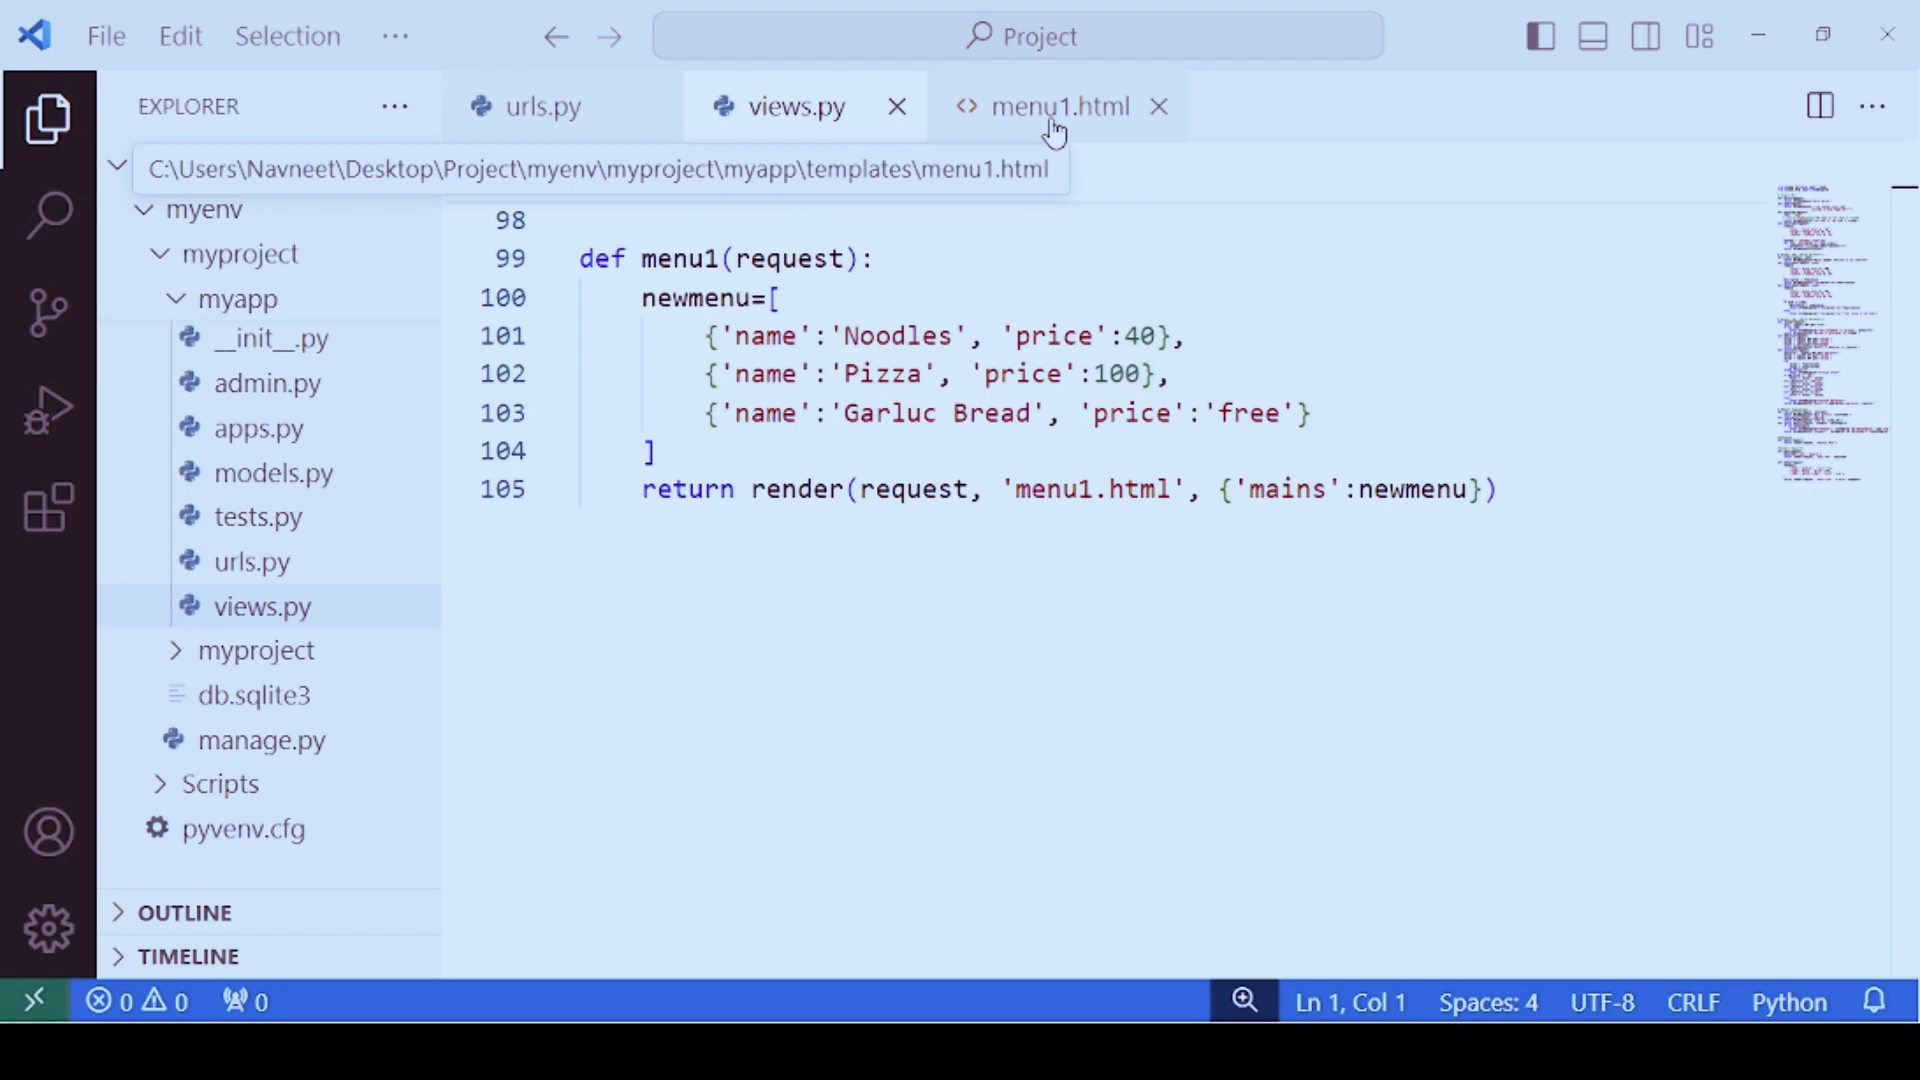 File Edit Selection ··· Project
EXPLORER ··· urls.py views.py menu1.html ···
C:\Users\Navneet\Desktop\Project\myenv\myproject\myapp\templates\menu1.html
myenv
myproject
myapp
__init__.py
admin.py
apps.py
models.py
tests.py
urls.py
views.py
myproject
db.sqlite3
manage.py
Scripts
pyvenv.cfg
OUTLINE
TIMELINE
98
99 def menu1(request):
100 newmenu=[
101 {'name':'Noodles', 'price':40},
102 {'name':'Pizza', 'price':100},
103 {'name':'Garluc Bread', 'price':'free'}
104 ]
105 return render(request, 'menu1.html', {'mains':newmenu})
0 0 0 Ln 1, Col 1 Spaces: 4 UTF-8 CRLF Python